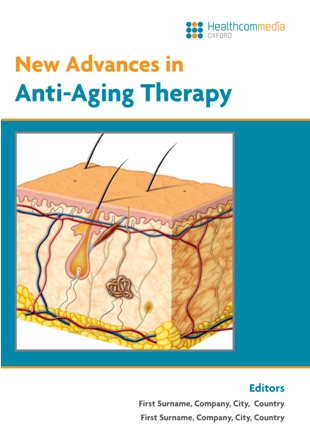 Healthcommedia
OXFORD
New Advances in
Anti-Aging Therapy
Editors
First Surname, Company, City, Country
First Surname, Company, City, Country